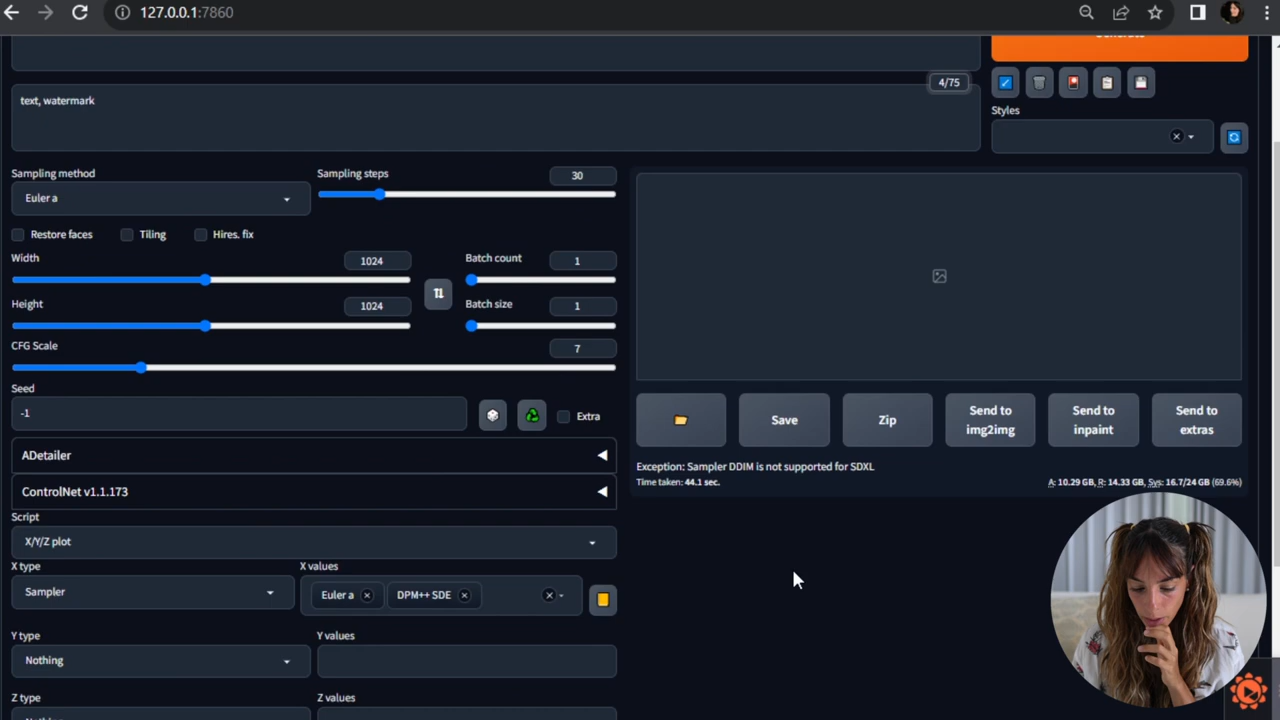 127.0.0.1:7860
Generate
4/75
text, watermark
Styles
Sampling method
Sampling steps
30
Euler a
Restore faces
Tiling
Hires. fix
Width
1024
Batch count
1
Height
1024
Batch size
1
CFG Scale
7
Seed
-1
Extra
Save
Zip
Send to
img2img
Send to
inpaint
Send to
extras
ADetailer
Exception: Sampler DDIM is not supported for SDXL
Time taken: 44.1 sec.
A: 10.29 GB, R: 14.33 GB, Sys: 16.7/24 GB (69.6%)
ControlNet v1.1.173
Script
X/Y/Z plot
X type
X values
Sampler
Euler a
DPM++ SDE
Y type
Y values
Nothing
Z type
Z values
Nothing